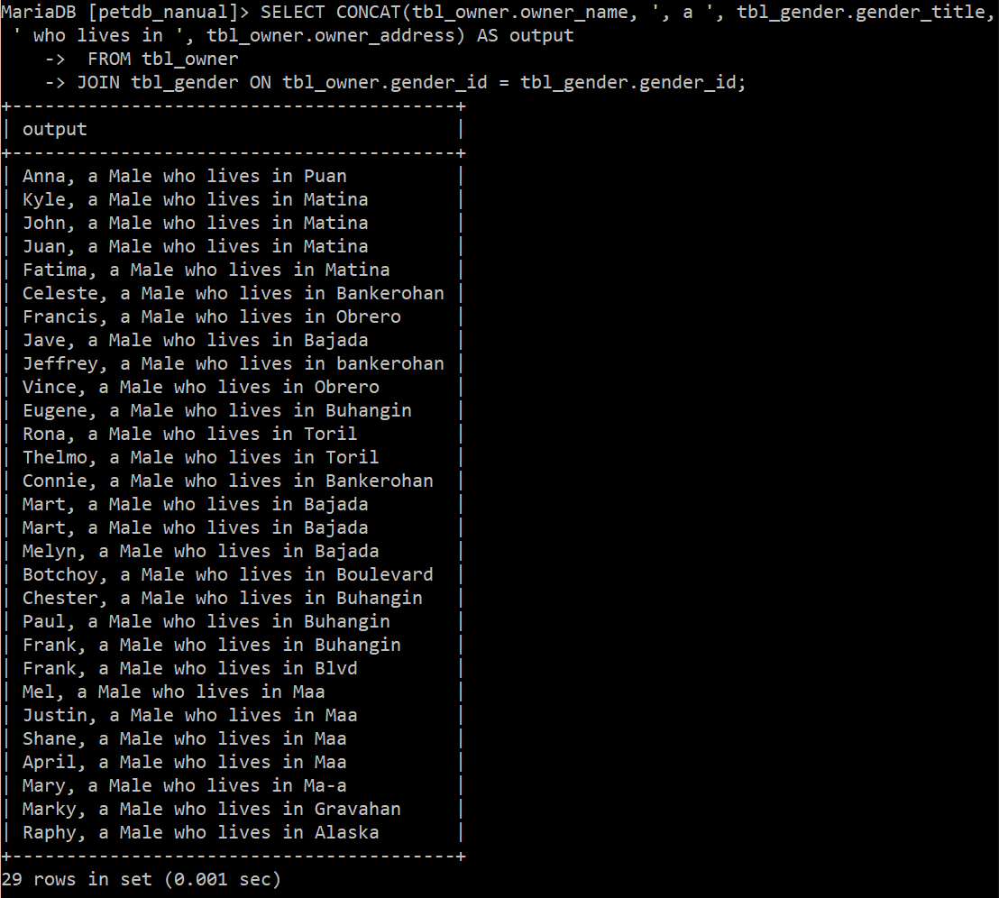 MariaDB [petdb_nanual]> SELECT CONCAT(tbl_owner.owner_name, ', a ', tbl_gender.gender_title,
 ' who lives in ', tbl_owner.owner_address) AS output
    ->  FROM tbl_owner
    -> JOIN tbl_gender ON tbl_owner.gender_id = tbl_gender.gender_id;
+-----------------------------------------+
| output                                  |
+-----------------------------------------+
| Anna, a Male who lives in Puan          |
| Kyle, a Male who lives in Matina        |
| John, a Male who lives in Matina        |
| Juan, a Male who lives in Matina        |
| Fatima, a Male who lives in Matina      |
| Celeste, a Male who lives in Bankerohan |
| Francis, a Male who lives in Obrero     |
| Jave, a Male who lives in Bajada        |
| Jeffrey, a Male who lives in bankerohan |
| Vince, a Male who lives in Obrero       |
| Eugene, a Male who lives in Buhangin    |
| Rona, a Male who lives in Toril         |
| Thelmo, a Male who lives in Toril       |
| Connie, a Male who lives in Bankerohan  |
| Mart, a Male who lives in Bajada        |
| Mart, a Male who lives in Bajada        |
| Melyn, a Male who lives in Bajada       |
| Botchoy, a Male who lives in Boulevard  |
| Chester, a Male who lives in Buhangin   |
| Paul, a Male who lives in Buhangin      |
| Frank, a Male who lives in Buhangin     |
| Frank, a Male who lives in Blvd         |
| Mel, a Male who lives in Maa            |
| Justin, a Male who lives in Maa         |
| Shane, a Male who lives in Maa          |
| April, a Male who lives in Maa          |
| Mary, a Male who lives in Ma-a          |
| Marky, a Male who lives in Gravahan     |
| Raphy, a Male who lives in Alaska       |
+-----------------------------------------+
29 rows in set (0.001 sec)